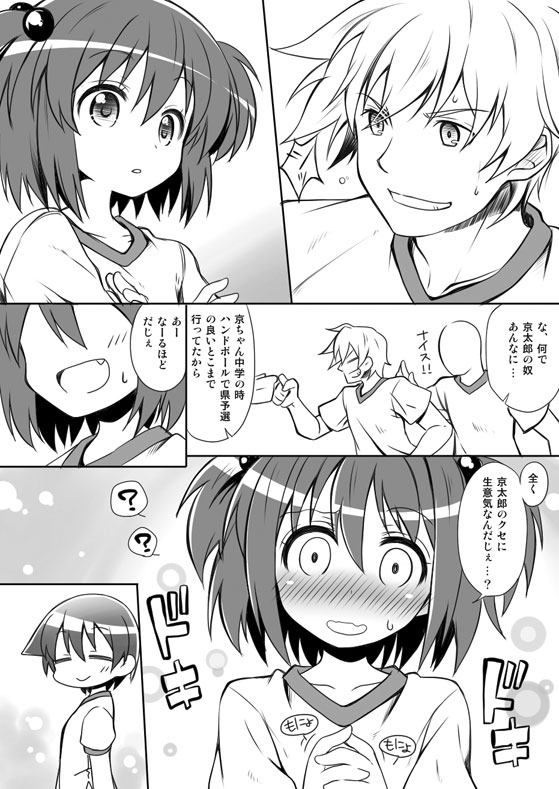 な、何で
京太郎の奴
あんなに…
ナイス!!
京ちゃん中学の時
ハンドボールで県予選
の良いとこまで
行ってたから
あー
なーるほど
だじぇ
全く
京太郎のクセに
生意気なんだじぇ…?
?
?
ドキ
ドキ
もにょ
もにょ